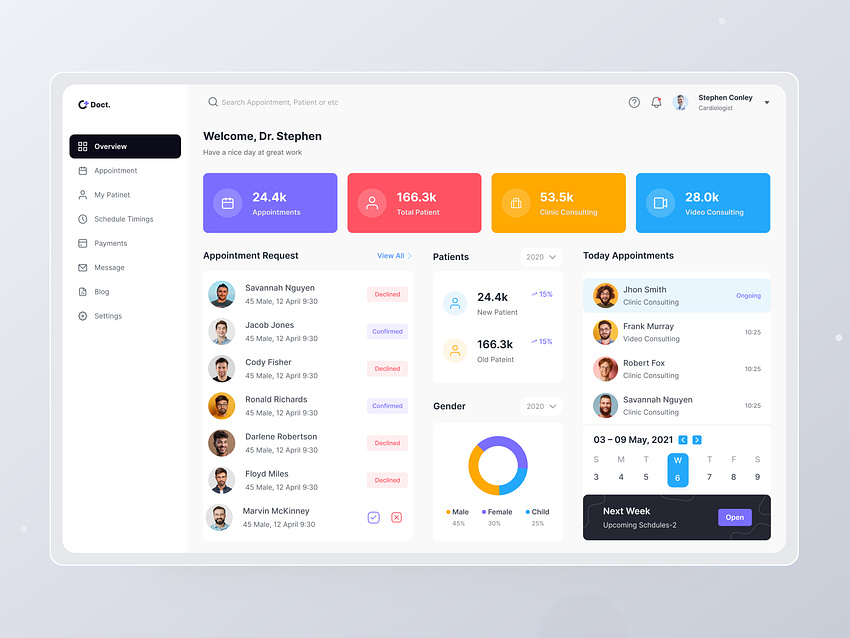 Doct.
Search Appointment, Patient or etc
Stephen Conley
Cardiologist
Overview
Appointment
My Patinet
Schedule Timings
Payments
Message
Blog
Settings
Welcome, Dr. Stephen
Have a nice day at great work
24.4k
Appointments
166.3k
Total Patient
53.5k
Clinic Consulting
28.0k
Video Consulting
Appointment Request
View All
Savannah Nguyen
45 Male, 12 April 9:30
Declined
Jacob Jones
45 Male, 12 April 9:30
Confirmed
Cody Fisher
45 Male, 12 April 9:30
Declined
Ronald Richards
45 Male, 12 April 9:30
Confirmed
Darlene Robertson
45 Male, 12 April 9:30
Declined
Floyd Miles
45 Male, 12 April 9:30
Declined
Marvin McKinney
45 Male, 12 April 9:30
Patients
2020
24.4k
15%
New Patient
166.3k
15%
Old Pateint
Gender
2020
Male
45%
Female
30%
Child
25%
Today Appointments
Jhon Smith
Clinic Consulting
Ongoing
Frank Murray
Video Consulting
10:25
Robert Fox
Clinic Consulting
10:25
Savannah Nguyen
Clinic Consulting
10:25
03 – 09 May, 2021
S M T W T F S
3 4 5 6 7 8 9
Next Week
Upcoming Schdules-2
Open